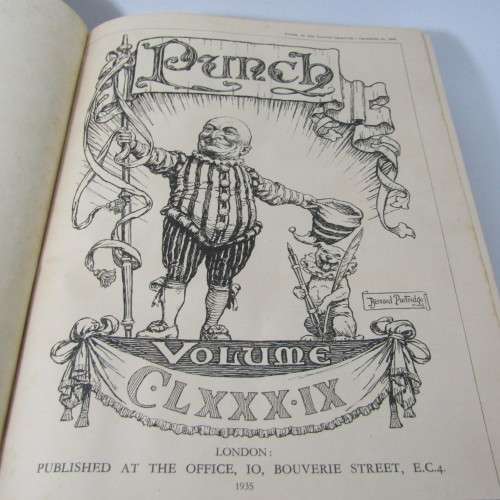 Punch
Bernard Partridge
VOLUME
CLXXX·IX
LONDON:
PUBLISHED AT THE OFFICE, 10, BOUVERIE STREET, E.C.4.
1935